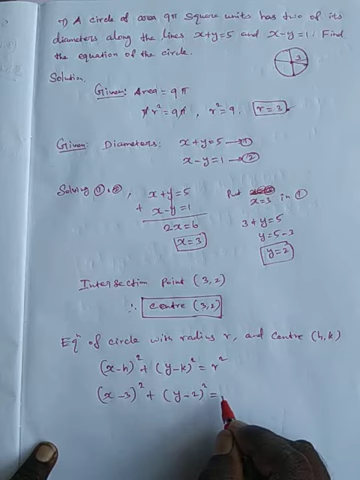 7) A circle of area 9π square units has two of its
diameters along the lines x+y=5 and x-y=1. Find
the equation of the circle.
3
Solution
Given: Area = 9π
πr²=9π, r²=9. r=3.
Given: Diameters: x+y=5 —①
x-y=1 —②
Solving ①&②, x+y=5
+ x-y=1
2x=6
x=3
Put x=3 in ①
3+y=5
y=5-3
y=2
Intersection point (3,2)
∴ Centre (3,2)
Eqⁿ of circle with radius r, and centre (h,k)
(x-h)² + (y-k)² = r²
(x-3)² + (y-2)² =